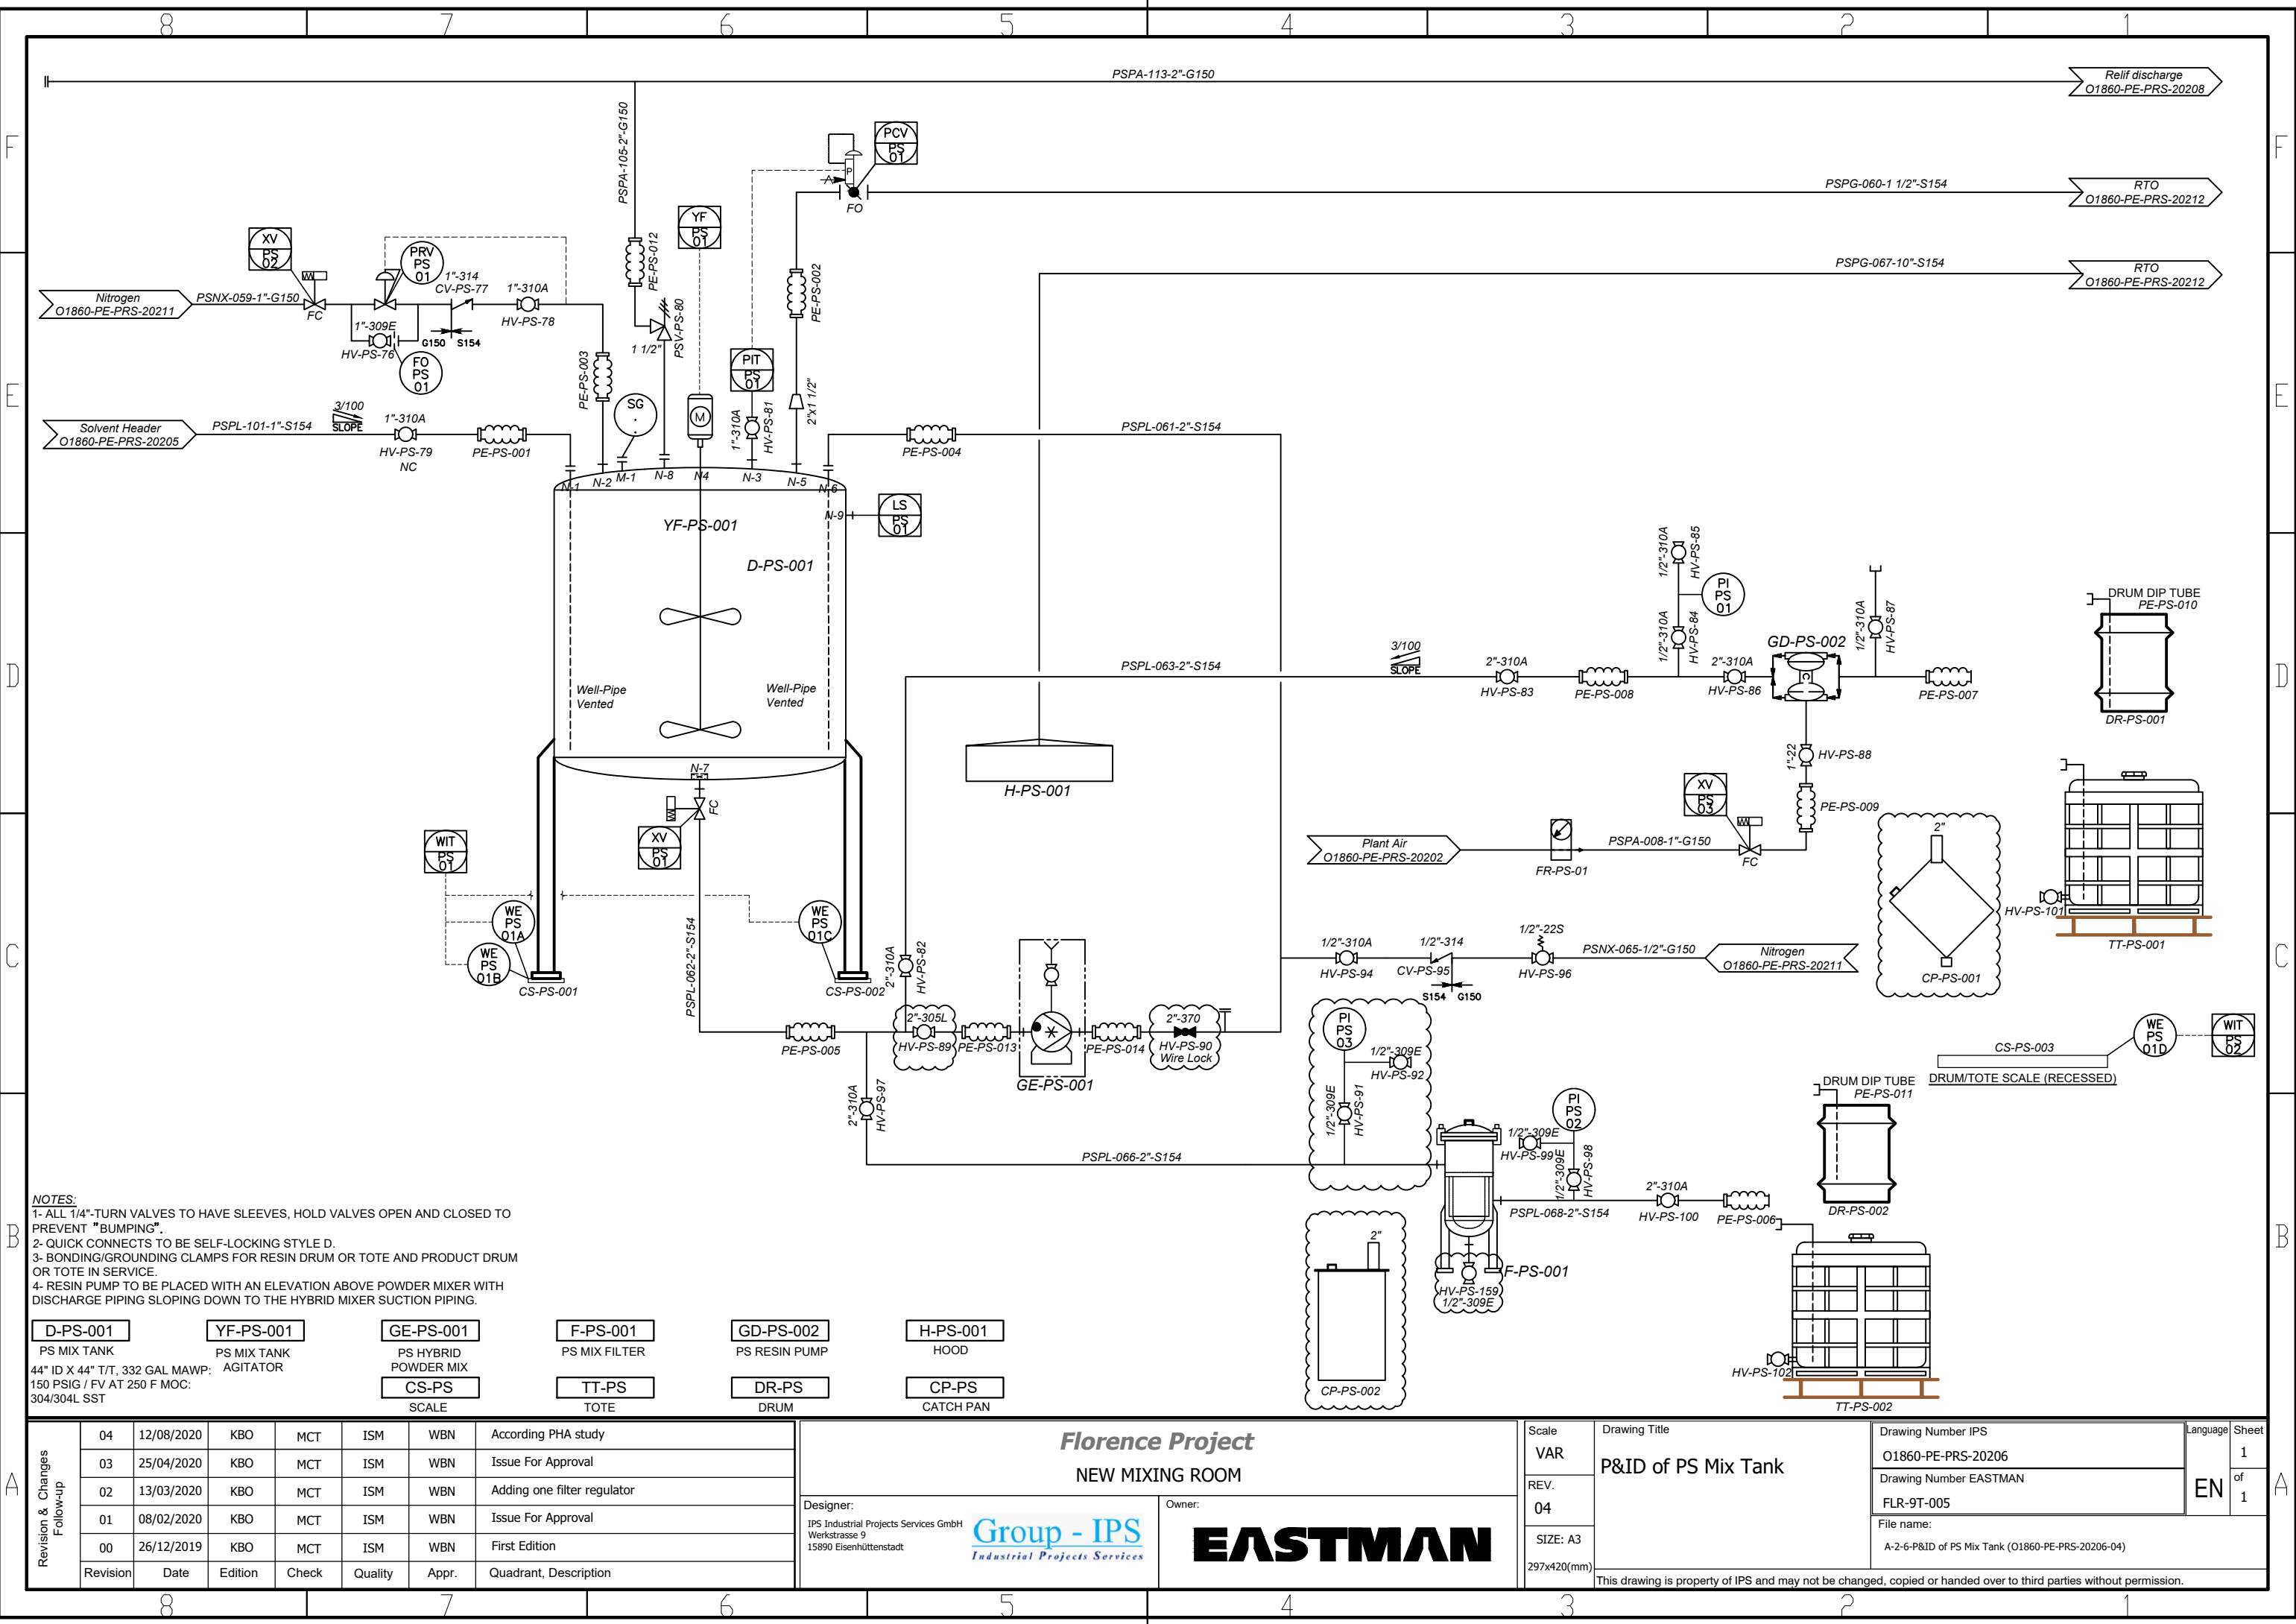 8 7 6 5 4 3 2 1
F
PSPA-113-2"-G150
Relif discharge
O1860-PE-PRS-20208
PSPA-105-2"-G150
PCV
PS
01
P
A
FO
PSPG-060-1 1/2"-S154
RTO
O1860-PE-PRS-20212
F
YF
PS
01
PE-PS-012
PE-PS-002
XV
PS
02
PRV
PS
01
1"-314
CV-PS-77
1"-310A
HV-PS-78
Nitrogen
O1860-PE-PRS-20211
PSNX-059-1"-G150
FC
1"-309E
HV-PS-76
G150
S154
FO
PS
01
PE-PS-003
1 1/2"
PSV-PS-80
PIT
PS
01
1"-310A
HV-PS-81
2"x1 1/2"
PSPG-067-10"-S154
RTO
O1860-PE-PRS-20212
E
E
Solvent Header
O1860-PE-PRS-20205
PSPL-101-1"-S154
3/100
SLOPE
1"-310A
HV-PS-79
NC
PE-PS-001
SG
M
PE-PS-004
PSPL-061-2"-S154
N-1
N-2
M-1
N-8
N4
N-3
N-5
N-6
N-9
LS
PS
01
YF-PS-001
D-PS-001
Well-Pipe
Vented
Well-Pipe
Vented
N-7
D
D
PSPL-063-2"-S154
3/100
SLOPE
2"-310A
HV-PS-83
PE-PS-008
1/2"-310A
HV-PS-85
PI
PS
01
1/2"-310A
HV-PS-84
2"-310A
HV-PS-86
GD-PS-002
C
1/2"-310A
HV-PS-87
PE-PS-007
DRUM DIP TUBE
PE-PS-010
DR-PS-001
H-PS-001
1"-22
HV-PS-88
XV
PS
03
PE-PS-009
Plant Air
O1860-PE-PRS-20202
FR-PS-01
PSPA-008-1"-G150
FC
2"
CP-PS-001
HV-PS-101
TT-PS-001
FC
XV
PS
01
WIT
PS
01
C
C
WE
PS
01A
WE
PS
01B
WE
PS
01C
CS-PS-001
CS-PS-002
PSPL-062-2"-S154
2"-310A
HV-PS-82
1/2"-310A
HV-PS-94
1/2"-314
CV-PS-95
S154
G150
1/2"-22S
HV-PS-96
PSNX-065-1/2"-G150
Nitrogen
O1860-PE-PRS-20211
PE-PS-005
2"-305L
HV-PS-89
PE-PS-013
GE-PS-001
PE-PS-014
2"-370
HV-PS-90
Wire Lock
PI
PS
03
1/2"-309E
HV-PS-92
1/2"-309E
HV-PS-91
CS-PS-003
DRUM/TOTE SCALE (RECESSED)
WE
PS
01D
WIT
PS
02
2"-310A
HV-PS-97
PSPL-066-2"-S154
PI
PS
02
1/2"-309E
HV-PS-99
1/2"-309E
HV-PS-98
PSPL-068-2"-S154
2"-310A
HV-PS-100
PE-PS-006
DRUM DIP TUBE
PE-PS-011
DR-PS-002
B
B
F-PS-001
HV-PS-159
1/2"-309E
2"
CP-PS-002
HV-PS-102
TT-PS-002
NOTES:
1- ALL 1/4"-TURN VALVES TO HAVE SLEEVES, HOLD VALVES OPEN AND CLOSED TO
PREVENT "BUMPING".
2- QUICK CONNECTS TO BE SELF-LOCKING STYLE D.
3- BONDING/GROUNDING CLAMPS FOR RESIN DRUM OR TOTE AND PRODUCT DRUM
OR TOTE IN SERVICE.
4- RESIN PUMP TO BE PLACED WITH AN ELEVATION ABOVE POWDER MIXER WITH
DISCHARGE PIPING SLOPING DOWN TO THE HYBRID MIXER SUCTION PIPING.
D-PS-001
PS MIX TANK
44" ID X 44" T/T, 332 GAL MAWP:
150 PSIG / FV AT 250 F MOC:
304/304L SST
YF-PS-001
PS MIX TANK
AGITATOR
GE-PS-001
PS HYBRID
POWDER MIX
F-PS-001
PS MIX FILTER
GD-PS-002
PS RESIN PUMP
H-PS-001
HOOD
CS-PS
SCALE
TT-PS
TOTE
DR-PS
DRUM
CP-PS
CATCH PAN
A
Revision & Changes
Follow-up
04 12/08/2020 KBO MCT ISM WBN According PHA study
03 25/04/2020 KBO MCT ISM WBN Issue For Approval
02 13/03/2020 KBO MCT ISM WBN Adding one filter regulator
01 08/02/2020 KBO MCT ISM WBN Issue For Approval
00 26/12/2019 KBO MCT ISM WBN First Edition
Revision Date Edition Check Quality Appr. Quadrant, Description
Florence Project
NEW MIXING ROOM
Designer:
IPS Industrial Projects Services GmbH
Werkstrasse 9
15890 Eisenhüttenstadt
Group - IPS
Industrial Projects Services
Owner:
EASTMAN
Scale
VAR
REV.
04
SIZE: A3
297x420(mm)
Drawing Title
P&ID of PS Mix Tank
Drawing Number IPS
O1860-PE-PRS-20206
Drawing Number EASTMAN
FLR-9T-005
File name:
A-2-6-P&ID of PS Mix Tank (O1860-PE-PRS-20206-04)
Language
EN
Sheet
1
of
1
This drawing is property of IPS and may not be changed, copied or handed over to third parties without permission.
A
8 7 6 5 4 3 2 1